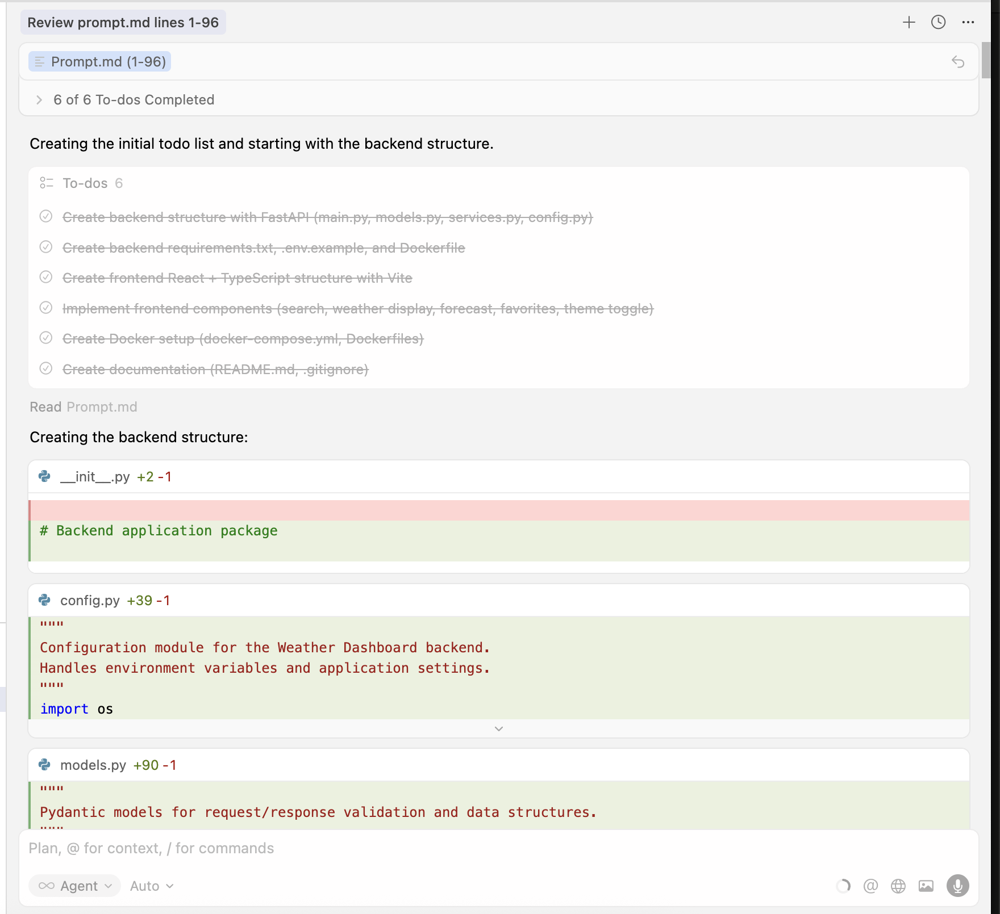 Review prompt.md lines 1-96
Prompt.md (1-96)
6 of 6 To-dos Completed
Creating the initial todo list and starting with the backend structure.
To-dos 6
Create backend structure with FastAPI (main.py, models.py, services.py, config.py)
Create backend requirements.txt, .env.example, and Dockerfile
Create frontend React + TypeScript structure with Vite
Implement frontend components (search, weather display, forecast, favorites, theme toggle)
Create Docker setup (docker-compose.yml, Dockerfiles)
Create documentation (README.md, .gitignore)
Read Prompt.md
Creating the backend structure:
__init__.py +2 -1
# Backend application package
config.py +39 -1
"""
Configuration module for the Weather Dashboard backend.
Handles environment variables and application settings.
"""
import os
models.py +90 -1
"""
Pydantic models for request/response validation and data structures.
"""
Plan, @ for context, / for commands
Agent Auto